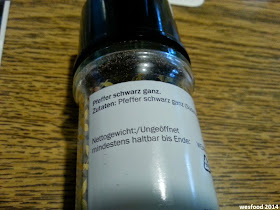 Pfeffer schwarz ganz.
Zutaten: Pfeffer schwarz ganz
Nettogewicht:/Ungeöffnet
mindestens haltbar bis Ende:
wesfood 2014